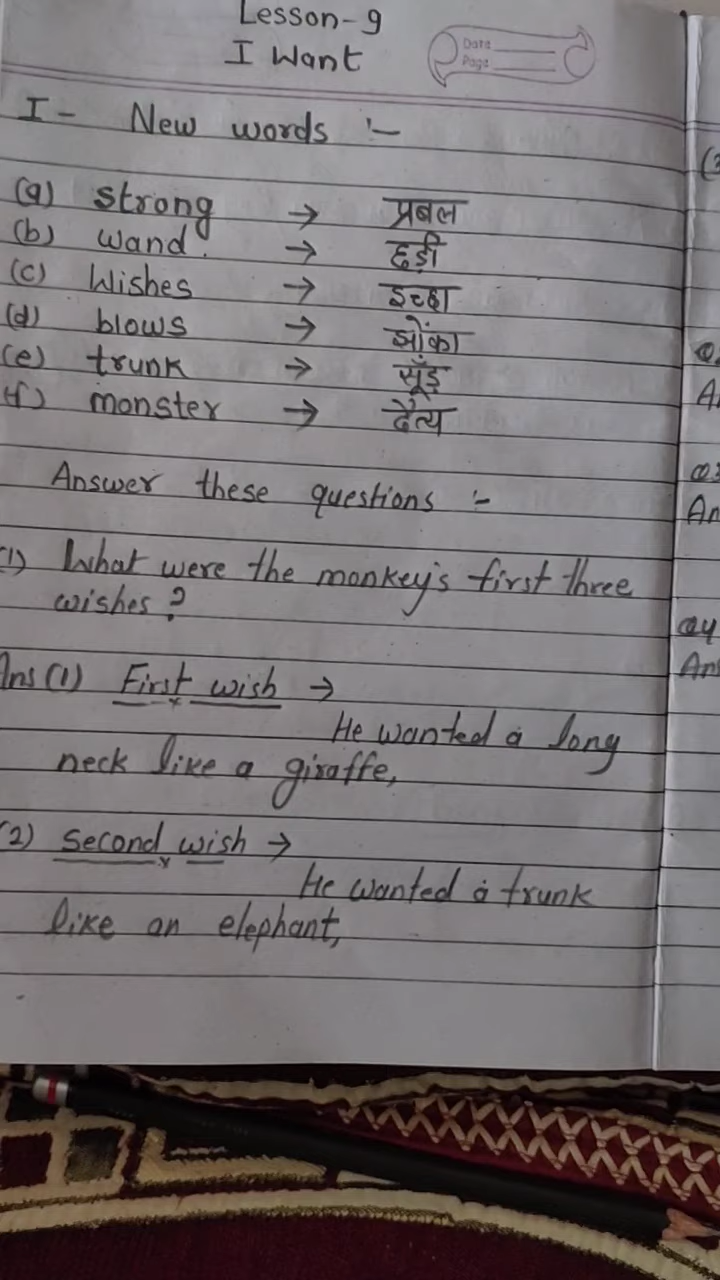 Lesson-9
I Want
Date
Page
I- New words :-
(a) strong → प्रबल
(b) wand. → छड़ी
(c) Wishes → इच्छा
(d) blows → झोंका
(e) trunk → सूँड़
(f) monster → दैत्य
Answer these questions :-
(1) What were the monkey's first three
wishes?
Ans (1) First wish →
He wanted a long
neck like a giraffe,
(2) Second wish →
He wanted a trunk
like an elephant,